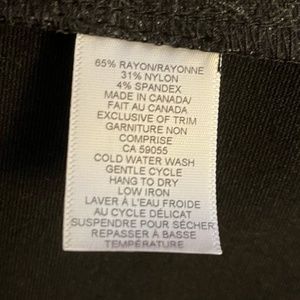 65% RAYON/RAYONNE
31% NYLON
4% SPANDEX
MADE IN CANADA/
FAIT AU CANADA
EXCLUSIVE OF TRIM
GARNITURE NON
COMPRISE
CA 59055
COLD WATER WASH
GENTLE CYCLE
HANG TO DRY
LOW IRON
LAVER À L'EAU FROIDE
AU CYCLE DÉLICAT
SUSPENDRE POUR SÉCHER
REPASSER À BASSE
TEMPÉRATURE